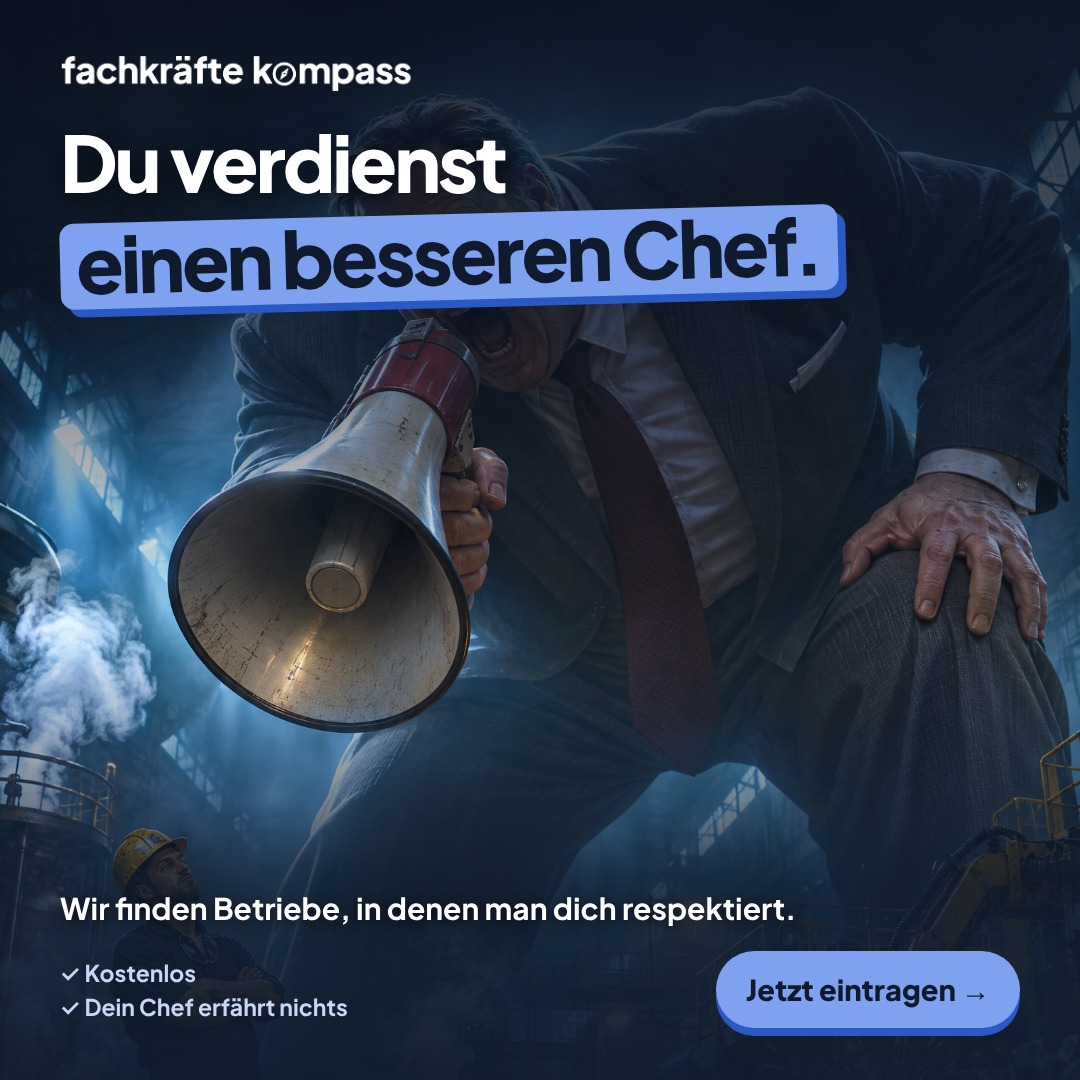 fachkräfte kompass
Du verdienst
einen besseren Chef.
Wir finden Betriebe, in denen man dich respektiert.
✓ Kostenlos
✓ Dein Chef erfährt nichts
Jetzt eintragen →